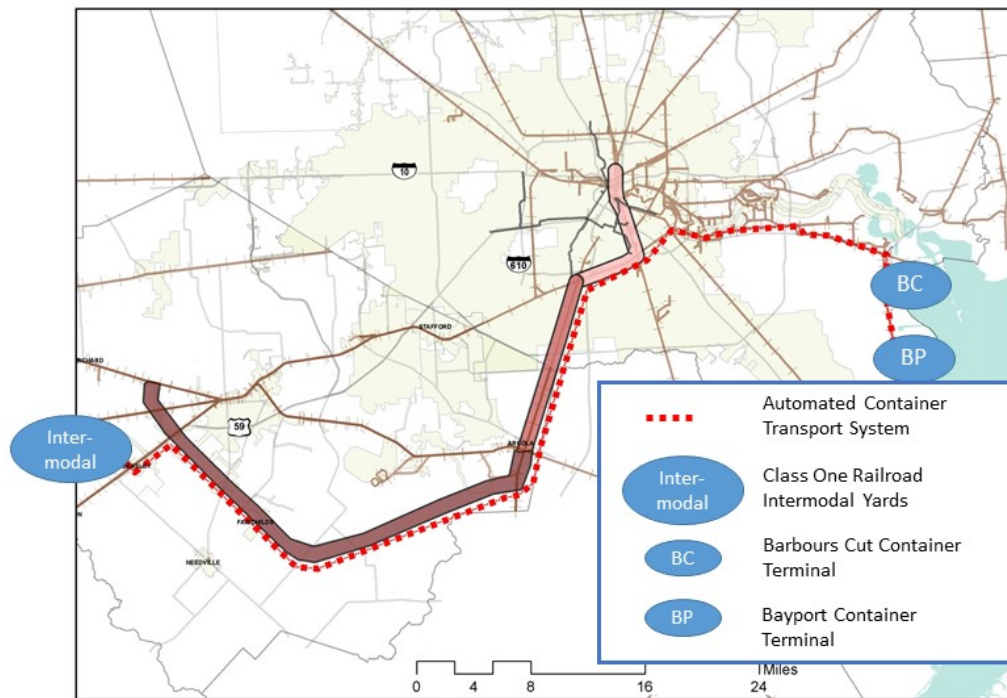 10
610
STAFFORD
59
ARCOLA
FAIRCHILDS
NEEDVILLE
BC
BP
Inter-
modal
Automated Container
Transport System
Inter-
modal
Class One Railroad
Intermodal Yards
BC
Barbours Cut Container
Terminal
BP
Bayport Container
Terminal
Miles
0 4 8 16 24